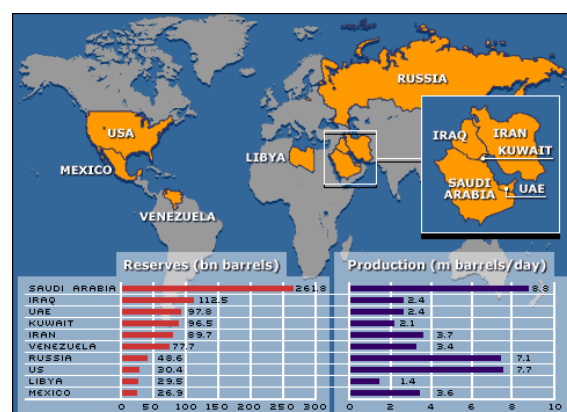 RUSSIA
USA
IRAQ
IRAN
KUWAIT
LIBYA
MEXICO
SAUDI
ARABIA
UAE
VENEZUELA
Reserves (bn barrels) Production (m barrels/day)
SAUDI ARABIA 261.8 8.8
IRAQ 112.5 2.4
UAE 97.8 2.4
KUWAIT 96.5 2.1
IRAN 89.7 3.7
VENEZUELA 77.7 3.4
RUSSIA 48.6 7.1
US 30.4 7.7
LIBYA 29.5 1.4
MEXICO 26.9 3.6
0 50 100 150 200 250 300 0 2 4 6 8 10